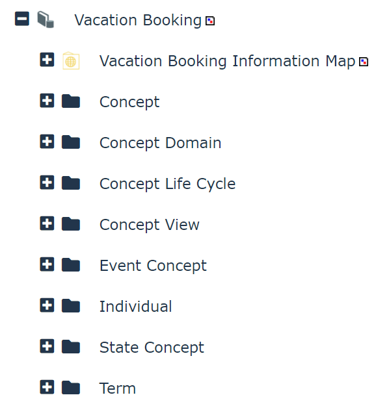 Vacation Booking
Vacation Booking Information Map
Concept
Concept Domain
Concept Life Cycle
Concept View
Event Concept
Individual
State Concept
Term